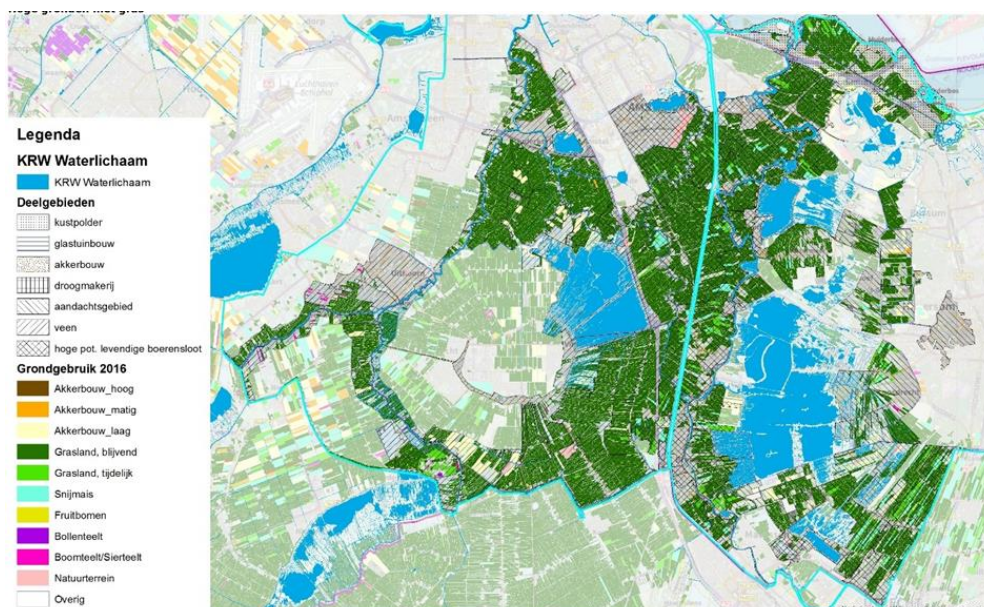 Legenda
KRW Waterlichaam
KRW Waterlichaam
Deelgebieden
kustpolder
glastuinbouw
akkerbouw
droogmakerij
aandachtsgebied
veen
hoge pot. levendige boerensloot
Grondgebruik 2016
Akkerbouw_hoog
Akkerbouw_matig
Akkerbouw_laag
Grasland, blijvend
Grasland, tijdelijk
Snijmais
Fruitbomen
Bollenteelt
Boomteelt/Sierteelt
Natuurterrein
Overig